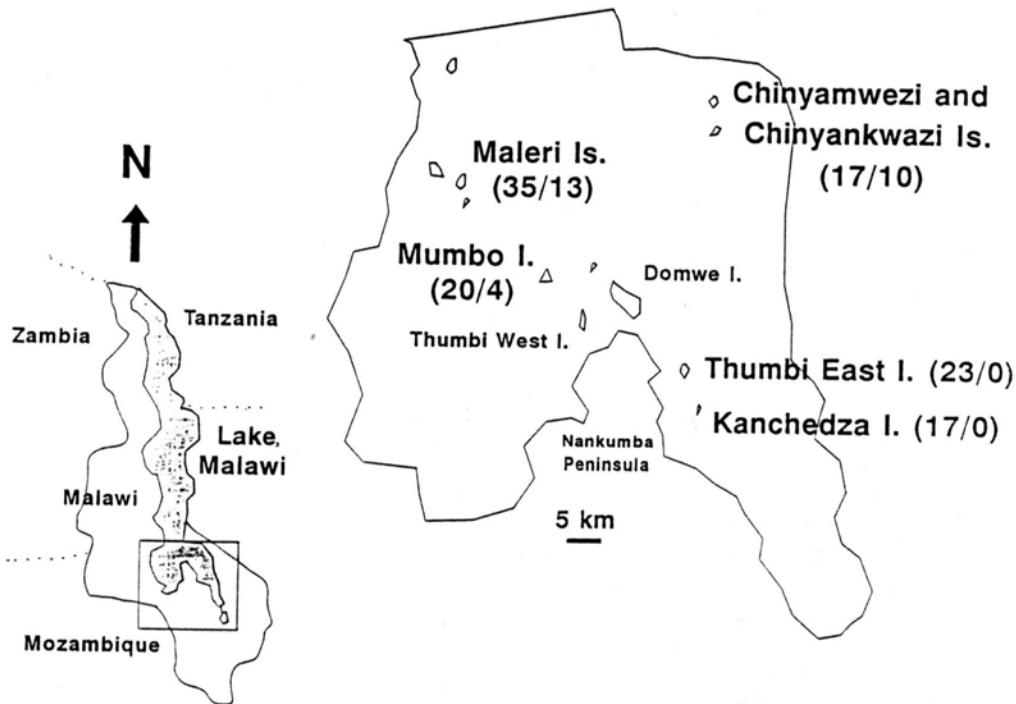 N
Zambia
Tanzania
Lake,
Malawi
Malawi
Mozambique
Chinyamwezi and
Chinyankwazi Is.
(17/10)
Maleri Is.
(35/13)
Mumbo I.
(20/4)
Domwe I.
Thumbi West I.
Thumbi East I. (23/0)
Kanchedza I. (17/0)
Nankumba
Peninsula
5 km